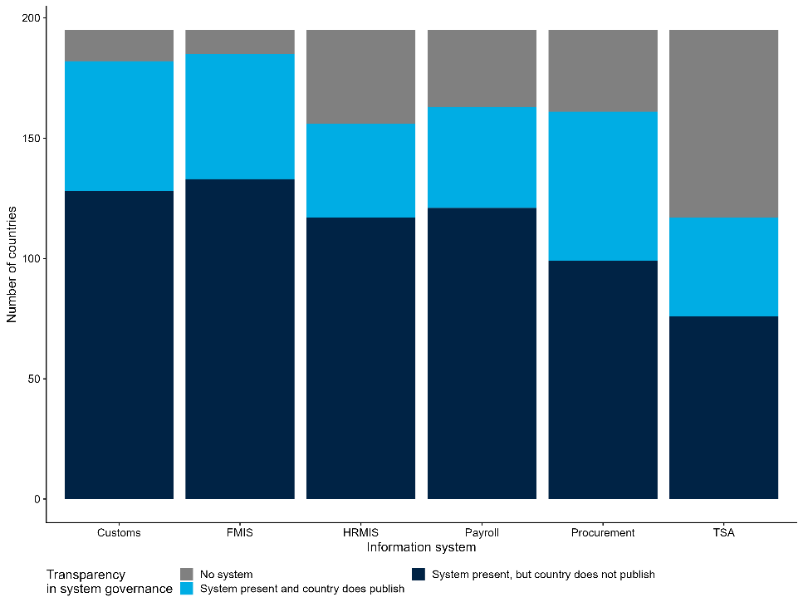 200
150
100
50
0
Number of countries
Customs
FMIS
HRMIS
Payroll
Procurement
TSA
Information system
Transparency
in system governance
No system
System present and country does publish
System present, but country does not publish